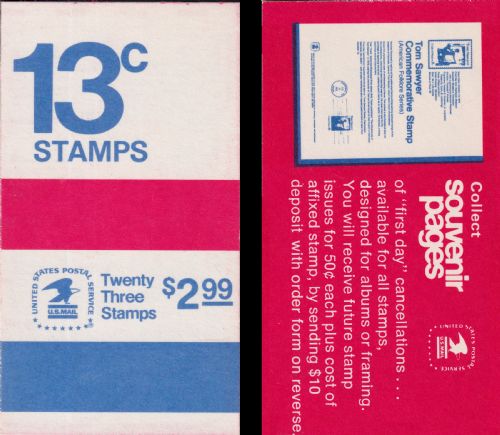 13c
STAMPS
UNITED STATES POSTAL SERVICE
U.S.MAIL
Twenty
Three
Stamps
$2.99
Tom Sawyer
Commemorative Stamp
(American Folklore Series)
Collect
souvenir
pages
of "first day" cancellations . . .
available for all stamps,
designed for albums or framing.
You will receive future stamp
issues for 50¢ each plus cost of
affixed stamp, by sending $10
deposit with order form on reverse.
UNITED STATES POSTAL SERVICE
U.S.MAIL